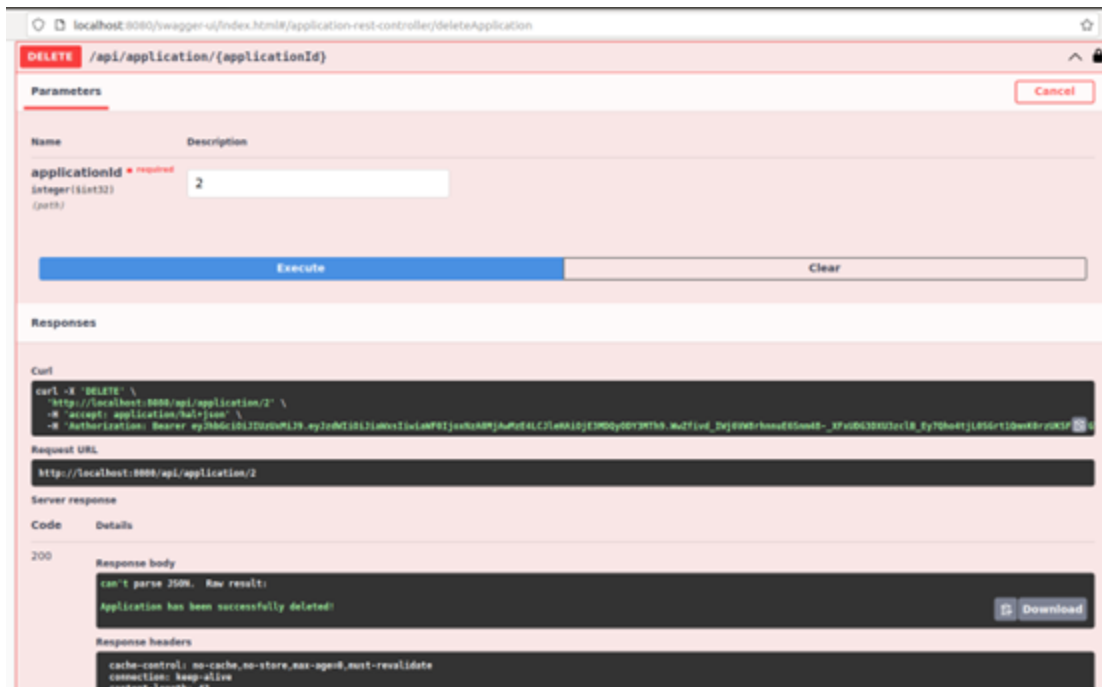 localhost:8080/swagger-ui/index.html#/application-rest-controller/deleteApplication
DELETE /api/application/{applicationId}
Parameters
Cancel
Name Description
applicationId * required
integer($int32)
(path)
2
Execute Clear
Responses
Curl
curl -X 'DELETE' \
'http://localhost:8080/api/application/2' \
-H 'accept: application/hal+json' \
-H 'Authorization: Bearer
Request URL
http://localhost:8080/api/application/2
Server response
Code Details
200
Response body
can't parse JSON. Raw result:
Application has been successfully deleted!
Download
Response headers
cache-control: no-cache,no-store,max-age=0,must-revalidate
connection: keep-alive